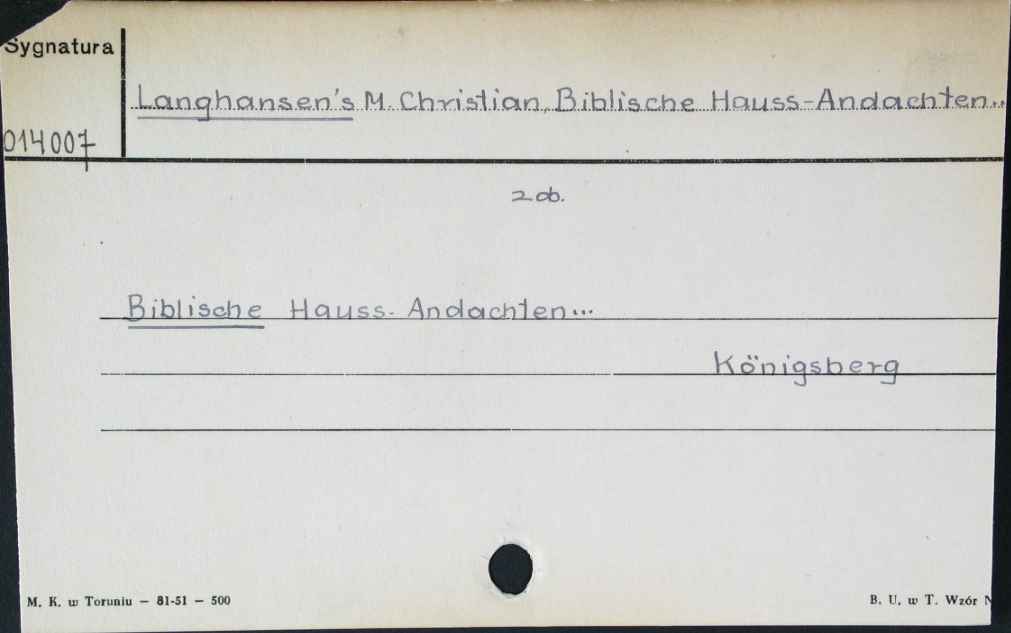 Sygnatura
Langhansen's M. Christian, Biblische Hauss-Andachten...
014007
2 ob.
Biblische Hauss- Andachten...
Königsberg
M. K. w Toruniu — 81-51 — 500
B. U. w T. Wzór